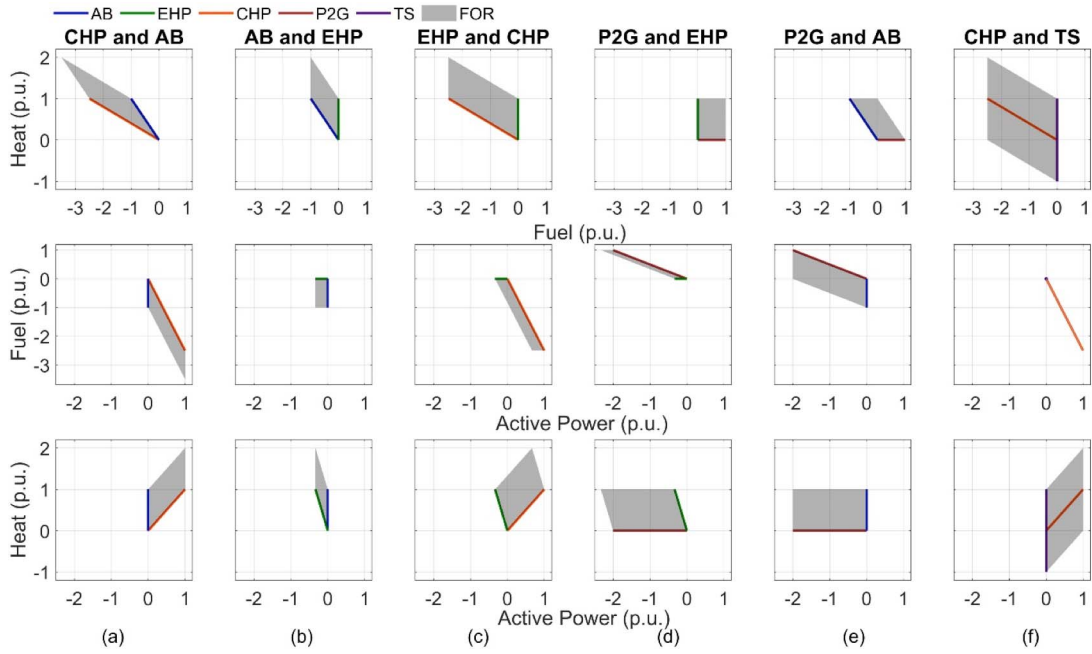 AB EHP CHP P2G TS FOR
CHP and AB AB and EHP EHP and CHP P2G and EHP P2G and AB CHP and TS
Heat (p.u.)
2
1
0
-1
-3 -2 -1 0 1 -3 -2 -1 0 1 -3 -2 -1 0 1 -3 -2 -1 0 1 -3 -2 -1 0 1 -3 -2 -1 0 1
Fuel (p.u.)
Fuel (p.u.)
1
0
-1
-2
-3
-2 -1 0 1 -2 -1 0 1 -2 -1 0 1 -2 -1 0 1 -2 -1 0 1 -2 -1 0 1
Active Power (p.u.)
Heat (p.u.)
2
1
0
-1
-2 -1 0 1 -2 -1 0 1 -2 -1 0 1 -2 -1 0 1 -2 -1 0 1 -2 -1 0 1
Active Power (p.u.)
(a) (b) (c) (d) (e) (f)